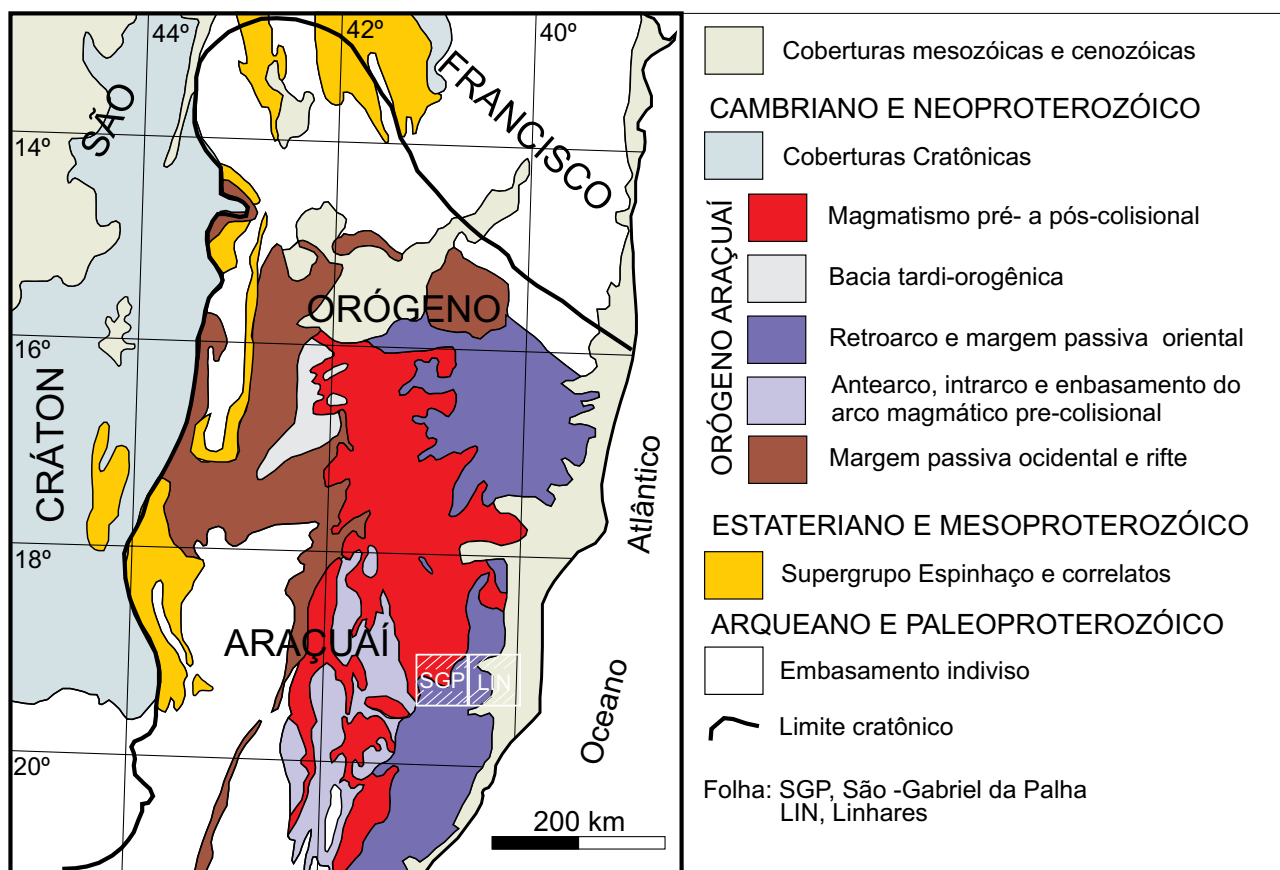 44º
42º
40º
14º
16º
18º
20º
SÃO
FRANCISCO
CRÁTON
ORÓGENO
ARAÇUAÍ
SGP
LIN
Atlântico
Oceano
200 km
Coberturas mesozóicas e cenozóicas
CAMBRIANO E NEOPROTEROZÓICO
Coberturas Cratônicas
ORÓGENO ARAÇUAÍ
Magmatismo pré- a pós-colisional
Bacia tardi-orogênica
Retroarco e margem passiva oriental
Antearco, intrarco e enbasamento do
arco magmático pre-colisional
Margem passiva ocidental e rifte
ESTATERIANO E MESOPROTEROZÓICO
Supergrupo Espinhaço e correlatos
ARQUEANO E PALEOPROTEROZÓICO
Embasamento indiviso
Limite cratônico
Folha: SGP, São -Gabriel da Palha
LIN, Linhares